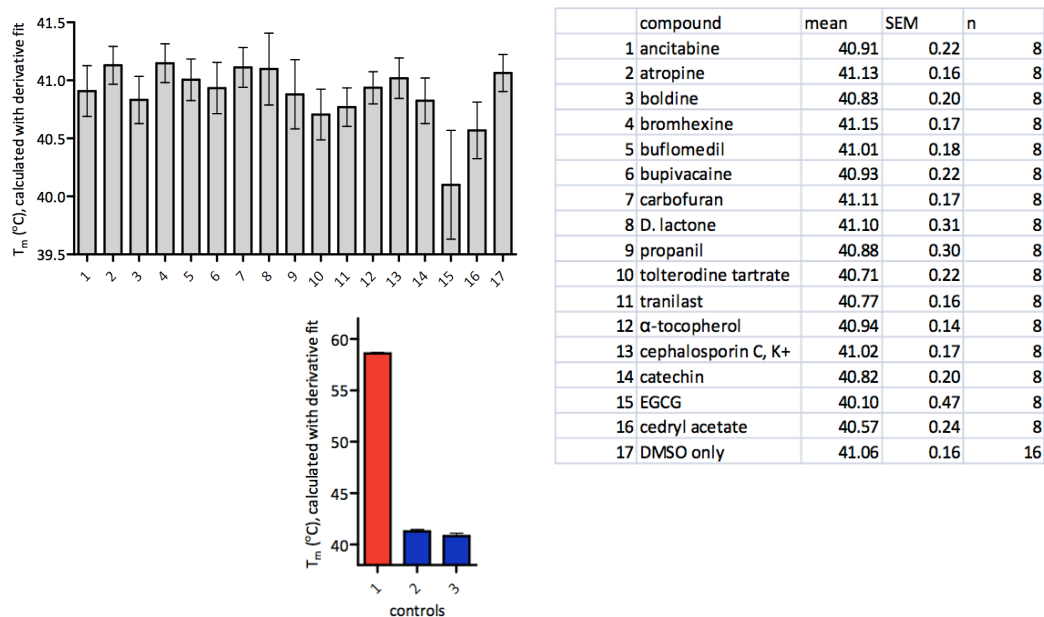 Tm (°C), calculated with derivative fit
41.5
41.0
40.5
40.0
39.5
1 2 3 4 5 6 7 8 9 10 11 12 13 14 15 16 17
compound mean SEM n
1 ancitabine 40.91 0.22 8
2 atropine 41.13 0.16 8
3 boldine 40.83 0.20 8
4 bromhexine 41.15 0.17 8
5 buflomedil 41.01 0.18 8
6 bupivacaine 40.93 0.22 8
7 carbofuran 41.11 0.17 8
8 D. lactone 41.10 0.31 8
9 propanil 40.88 0.30 8
10 tolterodine tartrate 40.71 0.22 8
11 tranilast 40.77 0.16 8
12 α-tocopherol 40.94 0.14 8
13 cephalosporin C, K+ 41.02 0.17 8
14 catechin 40.82 0.20 8
15 EGCG 40.10 0.47 8
16 cedryl acetate 40.57 0.24 8
17 DMSO only 41.06 0.16 16
Tm (°C), calculated with derivative fit
60
55
50
45
40
1 2 3
controls